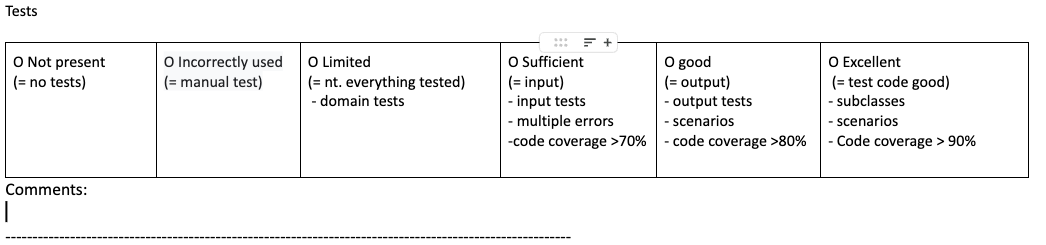 Tests
O Not present
(= no tests)
O Incorrectly used
(= manual test)
O Limited
(= nt. everything tested)
- domain tests
O Sufficient
(= input)
- input tests
- multiple errors
-code coverage >70%
O good
(= output)
- output tests
- scenarios
- code coverage >80%
O Excellent
(= test code good)
- subclasses
- scenarios
- Code coverage > 90%
Comments: